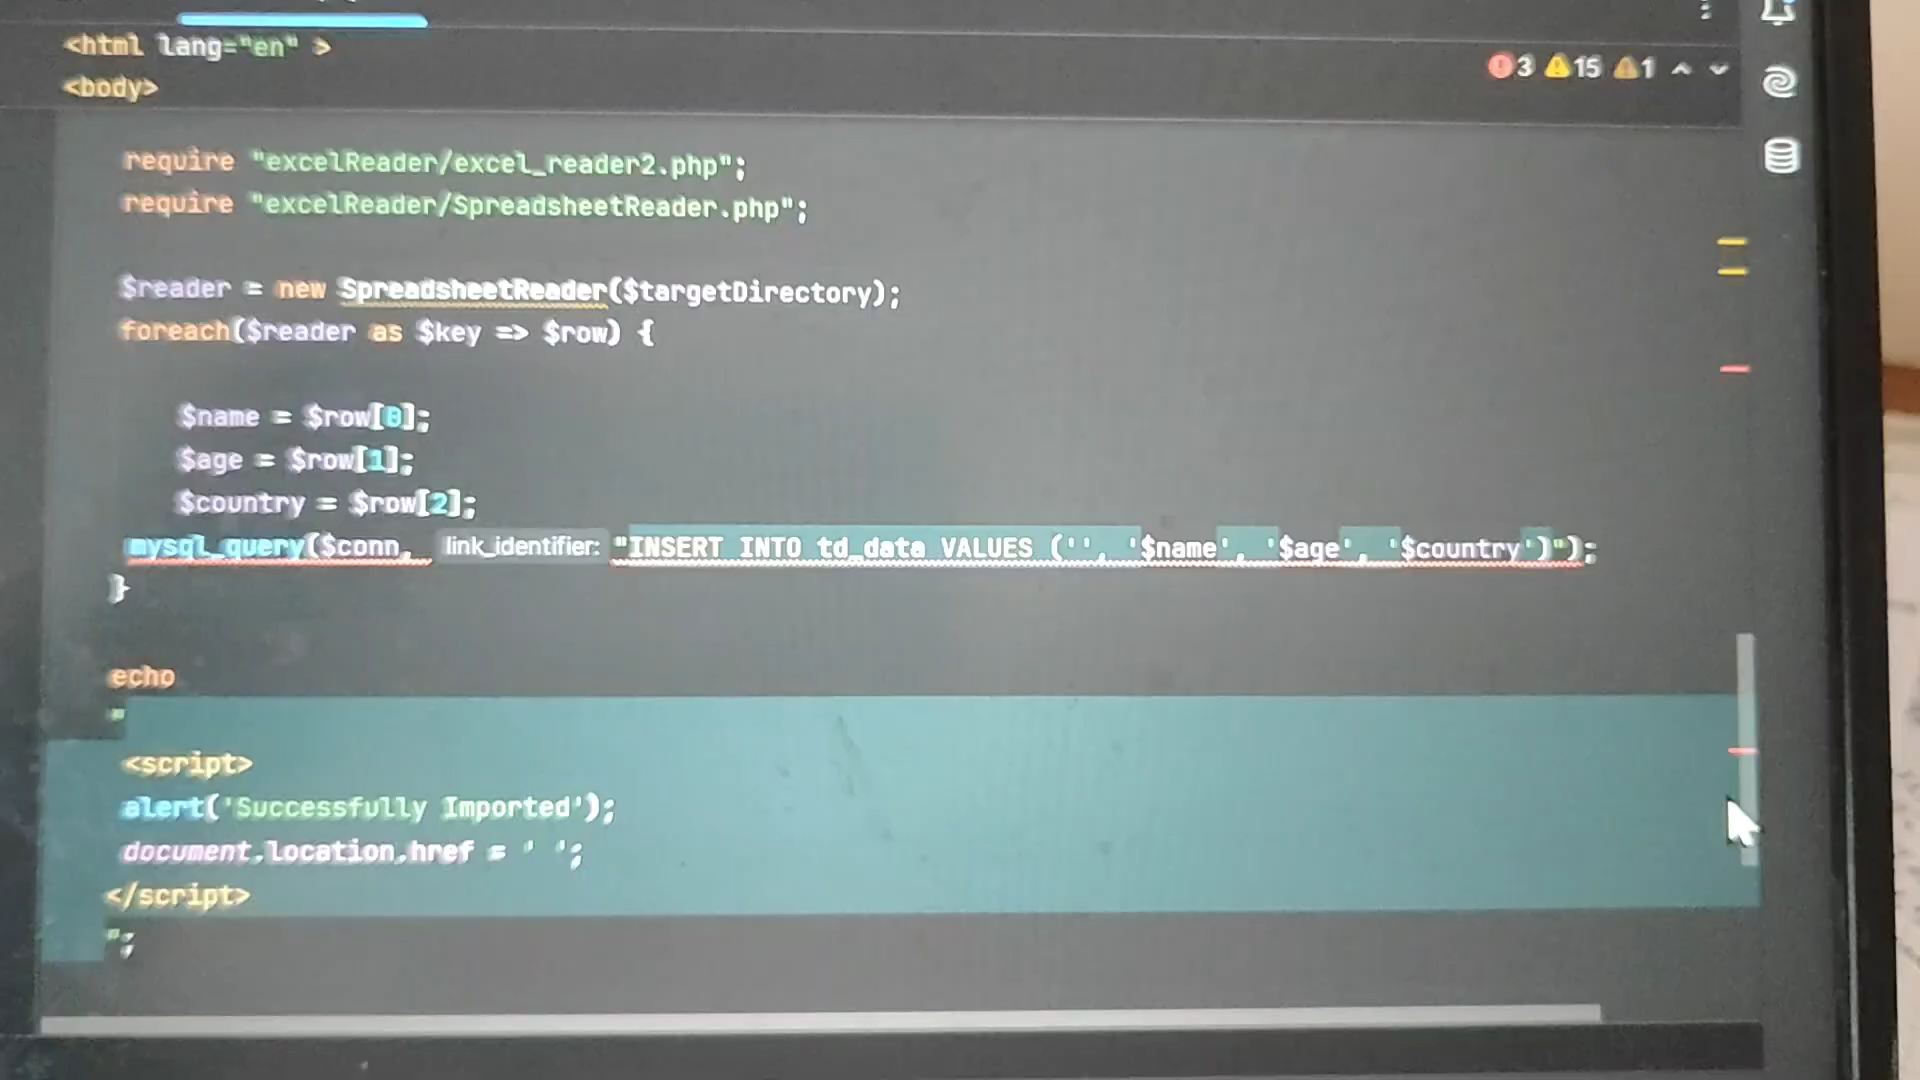 <html lang="en" >
<body>
3 15 1
require "excelReader/excel_reader2.php";
require "excelReader/SpreadsheetReader.php";
$reader = new SpreadsheetReader($targetDirectory);
foreach($reader as $key => $row) {
$name = $row[0];
$age = $row[1];
$country = $row[2];
mysql_query($conn, link_identifier: "INSERT INTO td_data VALUES ('', '$name', '$age', '$country')");
}
echo
"
<script>
alert('Successfully Imported');
document.location.href = ' ';
</script>
";